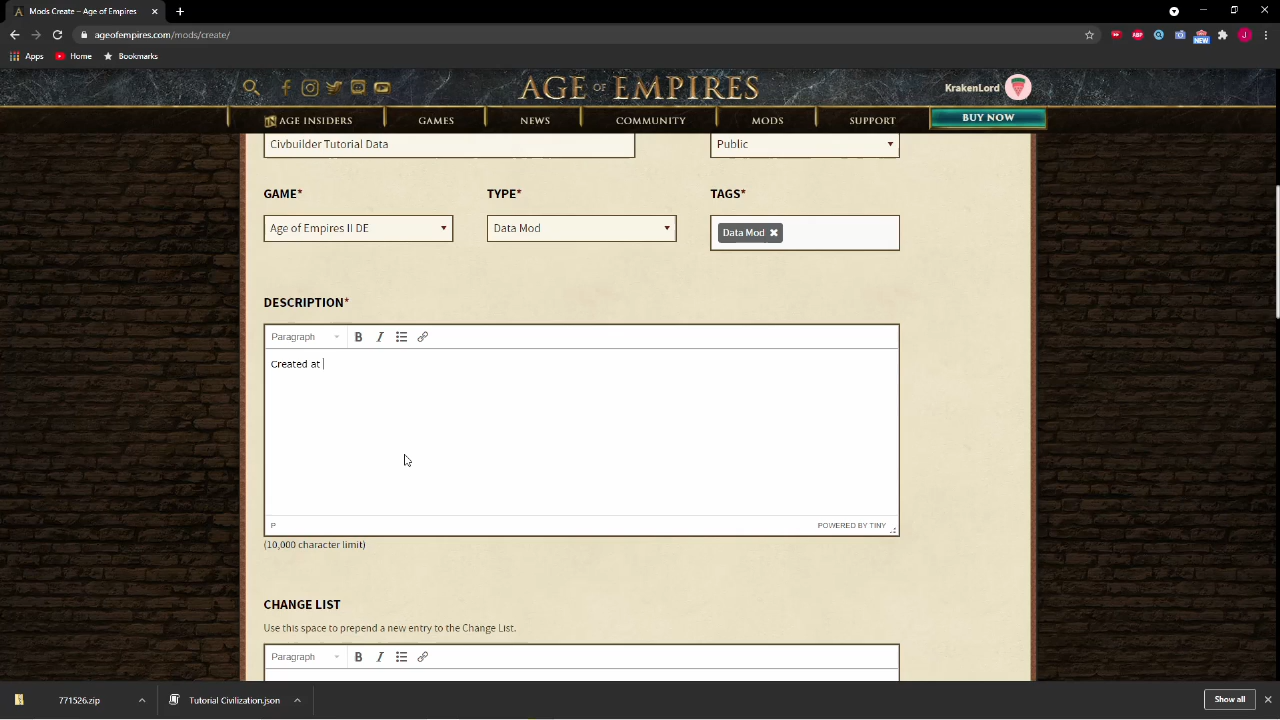 Mods Create – Age of Empires
ageofempires.com/mods/create/
ABP
NEW
J
Apps
Home
Bookmarks
AGE OF EMPIRES
KrakenLord
AGE INSIDERS
GAMES
NEWS
COMMUNITY
MODS
SUPPORT
BUY NOW
Civbuilder Tutorial Data
Public
GAME*
TYPE*
TAGS*
Age of Empires II DE
Data Mod
Data Mod
DESCRIPTION*
Paragraph
B
I
Created at
P
POWERED BY TINY
(10,000 character limit)
CHANGE LIST
Use this space to prepend a new entry to the Change List.
Paragraph
B
I
771526.zip
Tutorial Civilization.json
Show all